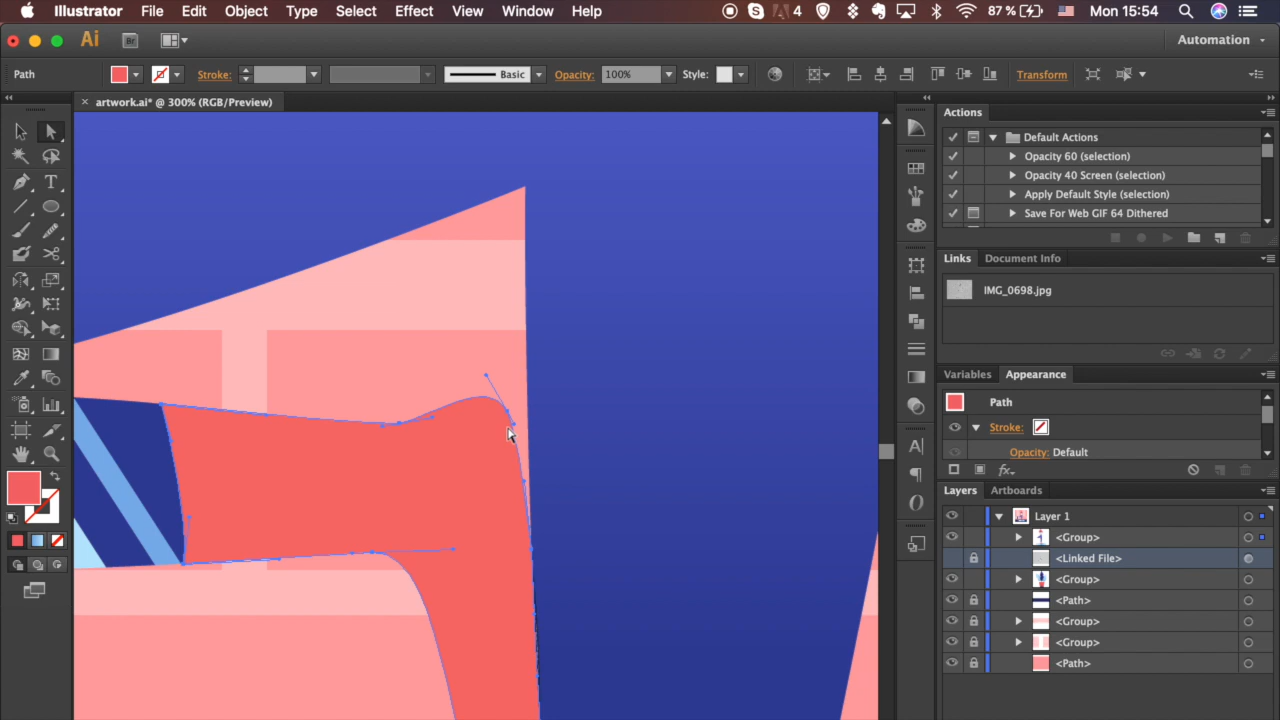 Illustrator File Edit Object Type Select Effect View Window Help 4 87 % Mon 15:54
Ai Br Automation
Path Stroke: Basic Opacity: 100% Style: Transform
artwork.ai* @ 300% (RGB/Preview)
Actions
Default Actions
Opacity 60 (selection)
Opacity 40 Screen (selection)
Apply Default Style (selection)
Save For Web GIF 64 Dithered
Links Document Info
IMG_0698.jpg
Variables Appearance
Path
Stroke:
Opacity: Default
fx
Layers Artboards
Layer 1
<Group>
<Linked File>
<Group>
<Path>
<Group>
<Group>
<Path>